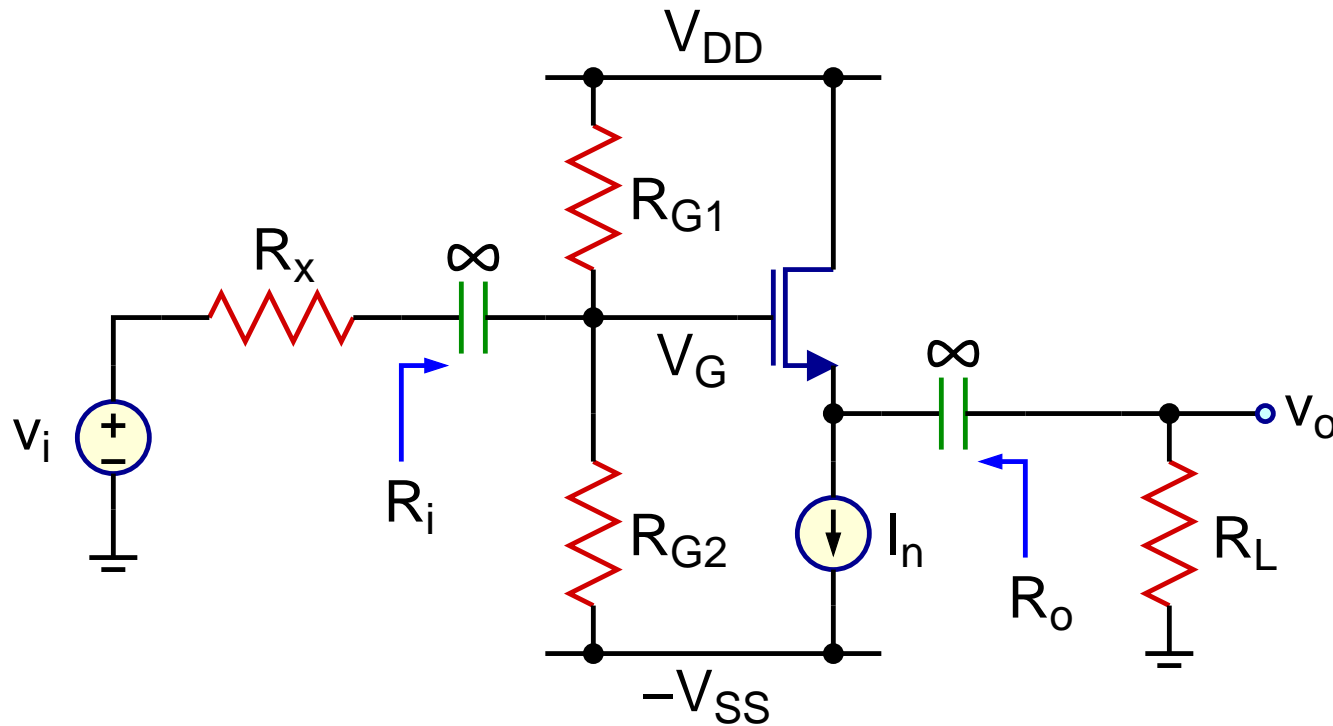 V_DD
R_G1
R_x
∞
V_G
∞
v_i
+
−
v_o
R_i
R_G2
I_n
R_L
R_o
−V_SS